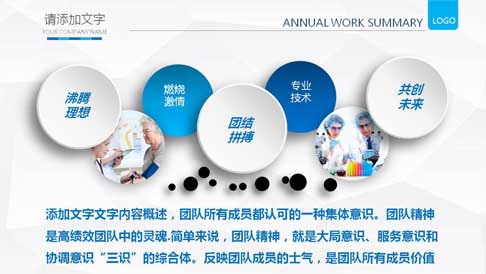 请添加文字
YOUR COMPANY NAME
ANNUAL WORK SUMMARY
LOGO
沸腾
理想
燃烧
激情
团结
拼搏
专业
技术
共创
未来
添加文字文字内容概述，团队所有成员都认可的一种集体意识。团队精神
是高绩效团队中的灵魂.简单来说，团队精神，就是大局意识、服务意识和
协调意识“三识”的综合体。反映团队成员的士气，是团队所有成员价值